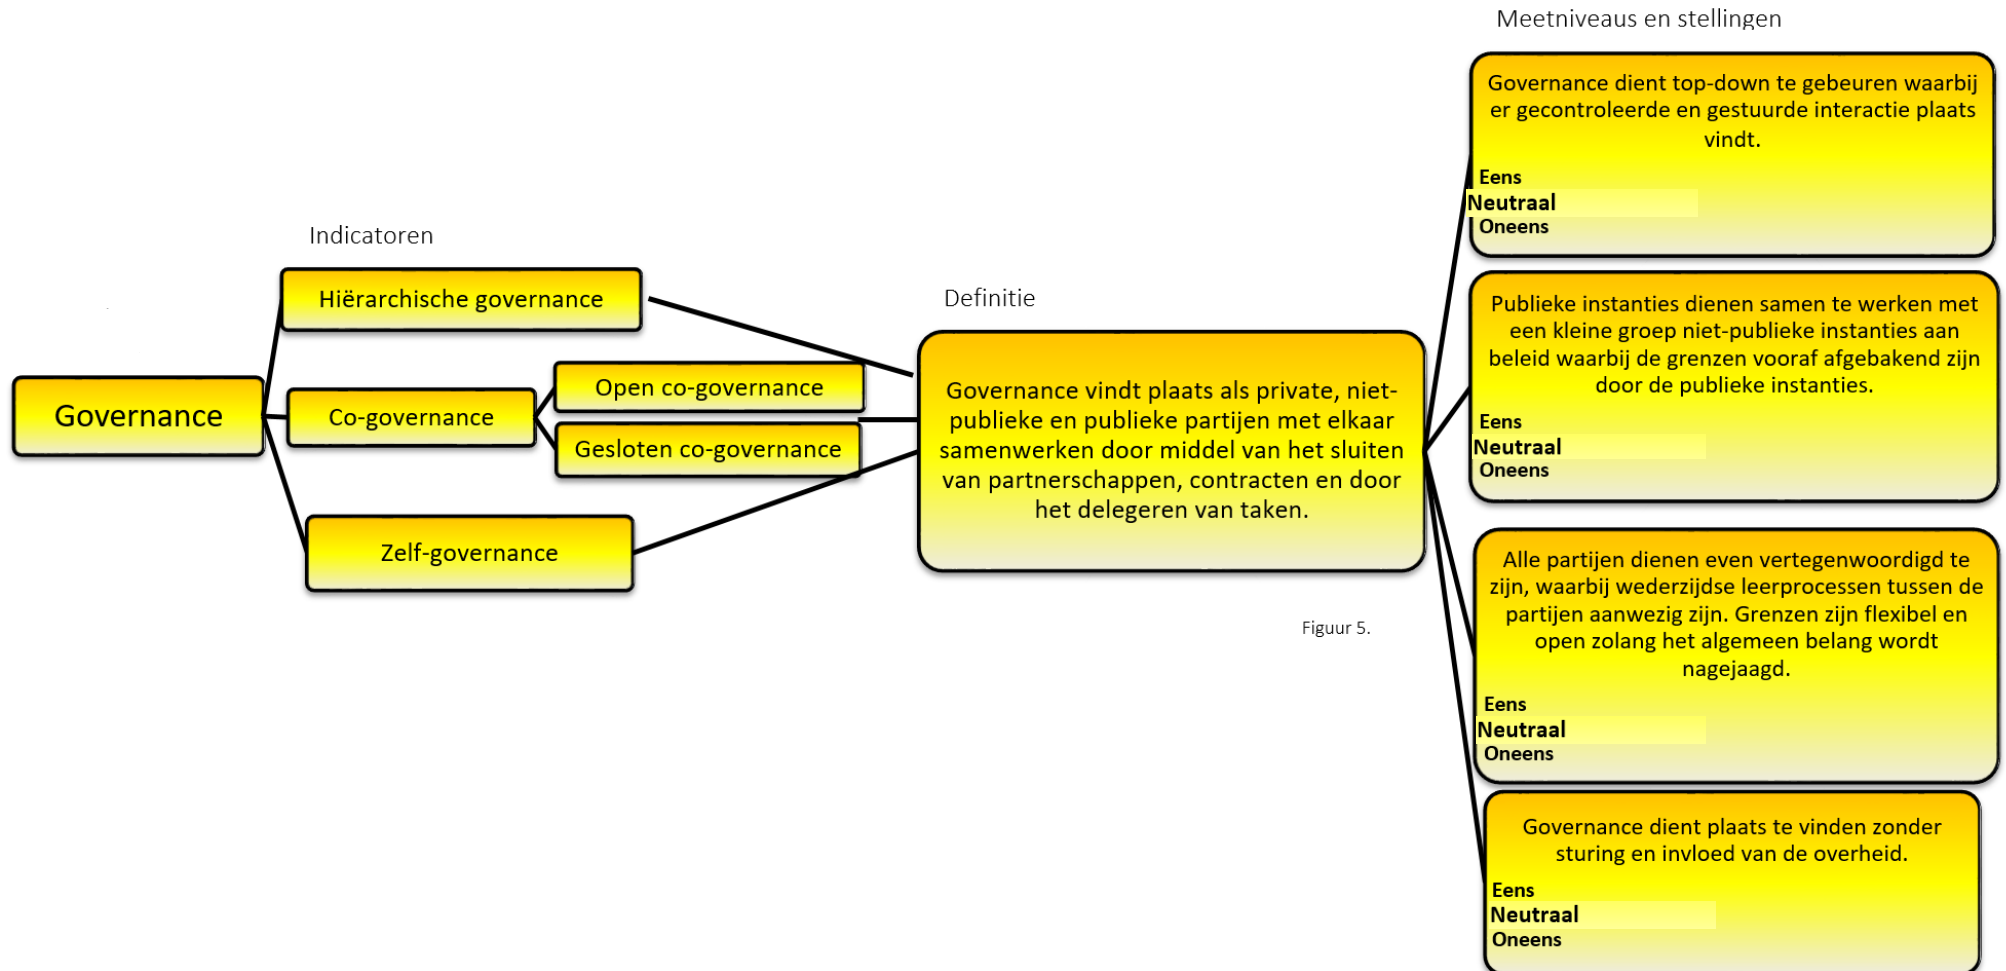 Meetniveaus en stellingen
Indicatoren
Definitie
Governance
Hiërarchische governance
Co-governance
Open co-governance
Gesloten co-governance
Zelf-governance
Governance vindt plaats als private, niet-
publieke en publieke partijen met elkaar
samenwerken door middel van het sluiten
van partnerschappen, contracten en door
het delegeren van taken.
Figuur 5.
Governance dient top-down te gebeuren waarbij
er gecontroleerde en gestuurde interactie plaats
vindt.
Eens
Neutraal
Oneens
Publieke instanties dienen samen te werken met
een kleine groep niet-publieke instanties aan
beleid waarbij de grenzen vooraf afgebakend zijn
door de publieke instanties.
Eens
Neutraal
Oneens
Alle partijen dienen even vertegenwoordigd te
zijn, waarbij wederzijdse leerprocessen tussen de
partijen aanwezig zijn. Grenzen zijn flexibel en
open zolang het algemeen belang wordt
nagejaagd.
Eens
Neutraal
Oneens
Governance dient plaats te vinden zonder
sturing en invloed van de overheid.
Eens
Neutraal
Oneens